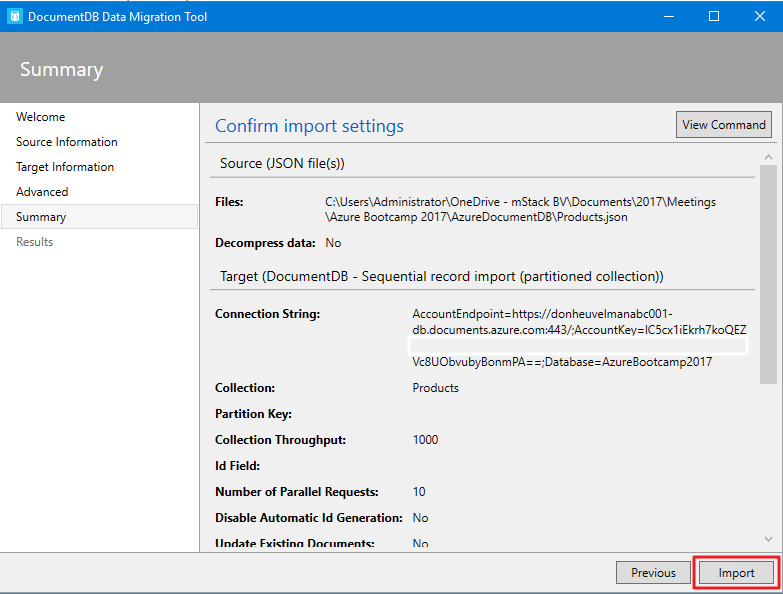 DocumentDB Data Migration Tool
Summary
Welcome
Source Information
Target Information
Advanced
Summary
Results
Confirm import settings
View Command
Source (JSON file(s))
Files: C:\Users\Administrator\OneDrive - mStack BV\Documents\2017\Meetings
\Azure Bootcamp 2017\AzureDocumentDB\Products.json
Decompress data: No
Target (DocumentDB - Sequential record import (partitioned collection))
Connection String: AccountEndpoint=https://donheuvelmanabc001-
db.documents.azure.com:443/;AccountKey=IC5cx1iEkrh7koQEZ
Vc8UObvubyBonmPA==;Database=AzureBootcamp2017
Collection: Products
Partition Key:
Collection Throughput: 1000
Id Field:
Number of Parallel Requests: 10
Disable Automatic Id Generation: No
Update Existing Documents: No
Previous
Import